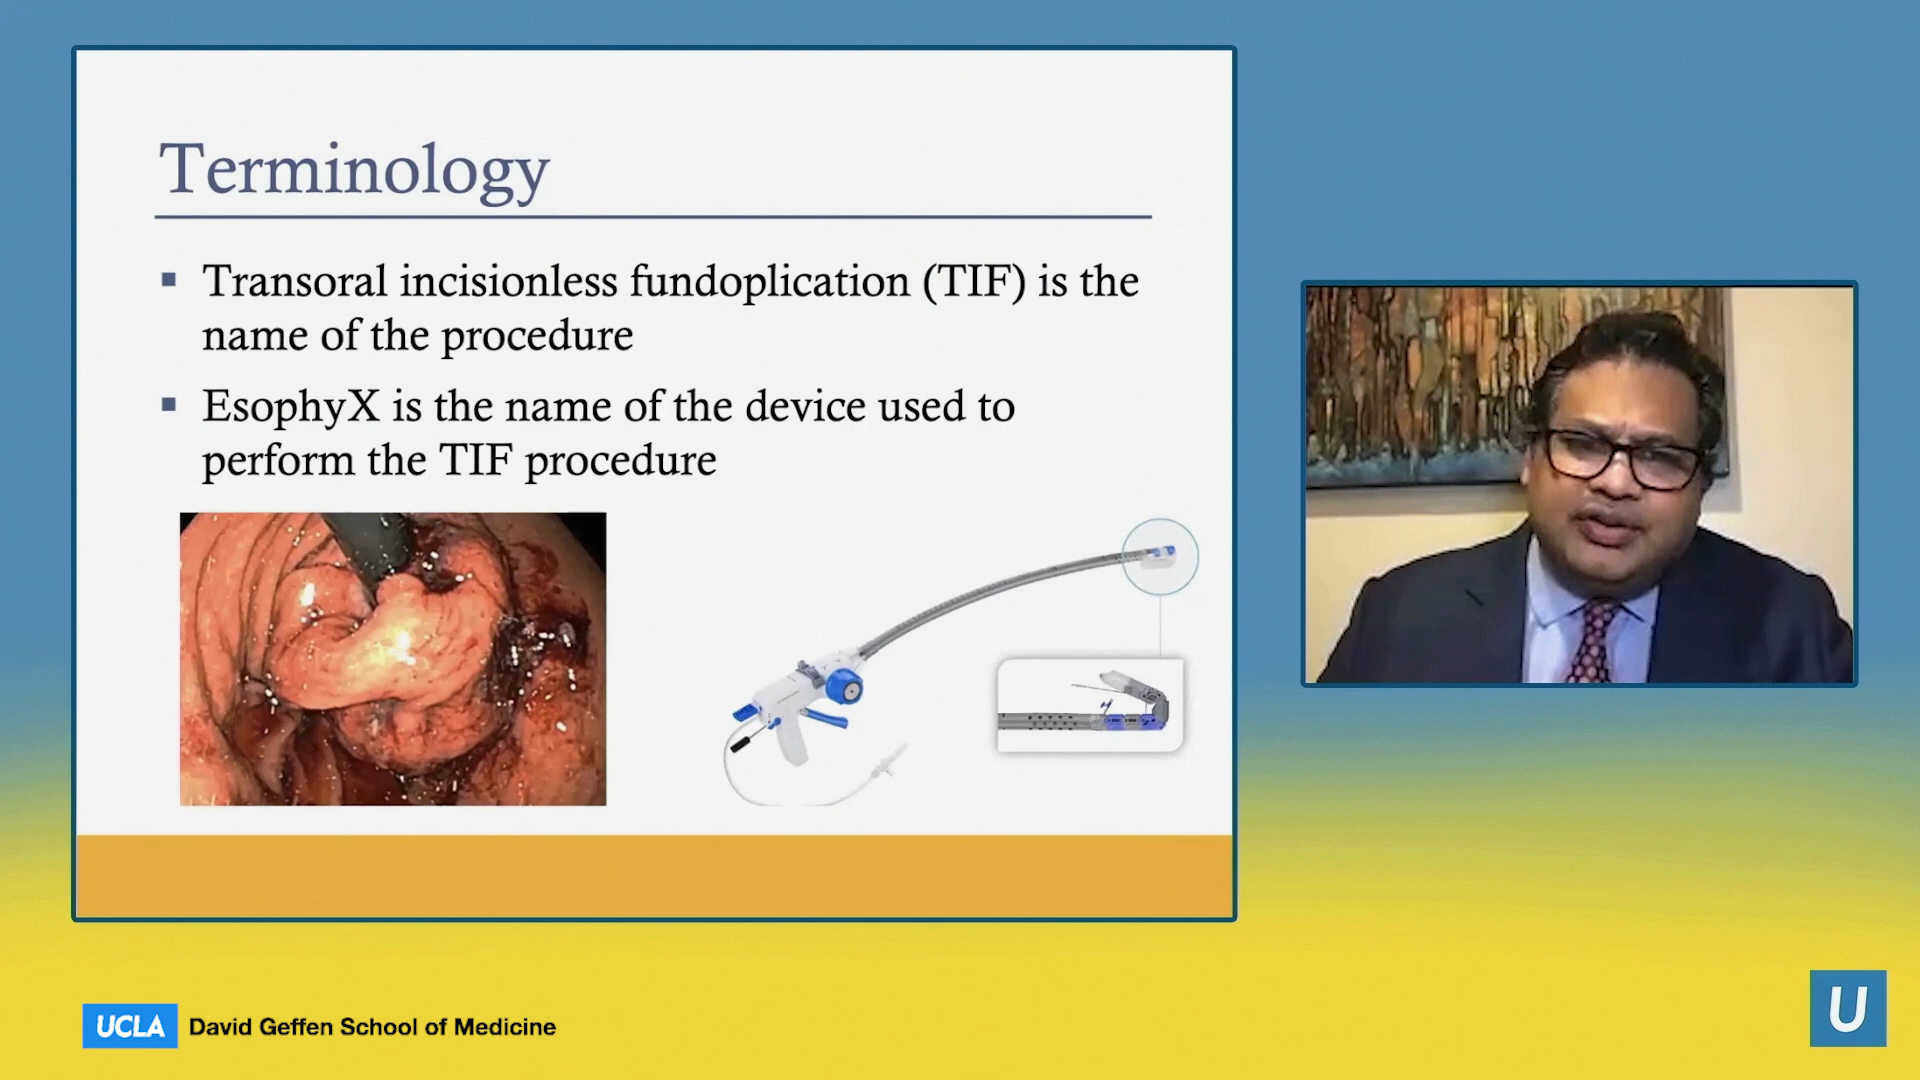 Terminology
▪ Transoral incisionless fundoplication (TIF) is the
name of the procedure
▪ EsophyX is the name of the device used to
perform the TIF procedure
UCLA David Geffen School of Medicine
U